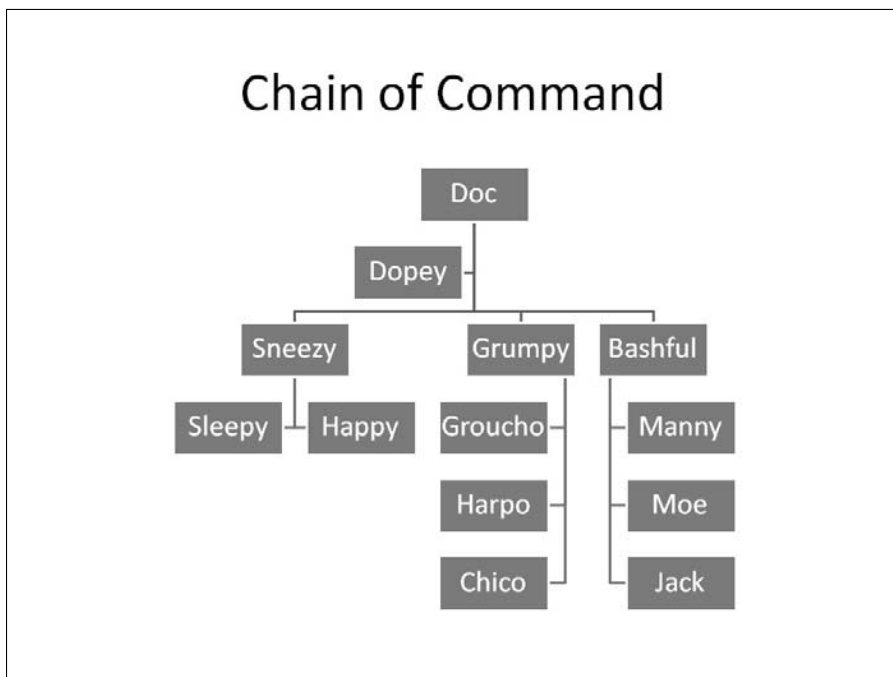 Chain of Command
Doc
Dopey
Sneezy
Grumpy
Bashful
Sleepy
Happy
Groucho
Manny
Harpo
Moe
Chico
Jack